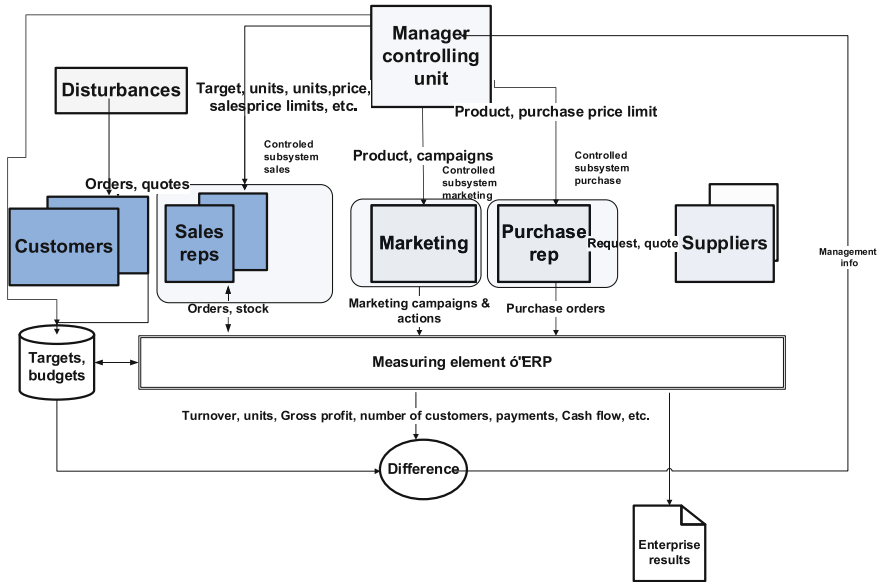 Manager
controlling
unit
Disturbances
Target, units, units,price,
salesprice limits, etc.
Product, purchase price limit
Controled
subsystem
sales
Product, campaigns
Controlled
subsystem
marketing
Controlled
subsystem
purchase
Orders, quotes
Customers
Sales
reps
Marketing
Purchase
rep
Request, quote
Suppliers
Management
info
Orders, stock
Marketing campaigns &
actions
Purchase orders
Targets,
budgets
Measuring element ó'ERP
Turnover, units, Gross profit, number of customers, payments, Cash flow, etc.
Difference
Enterprise
results